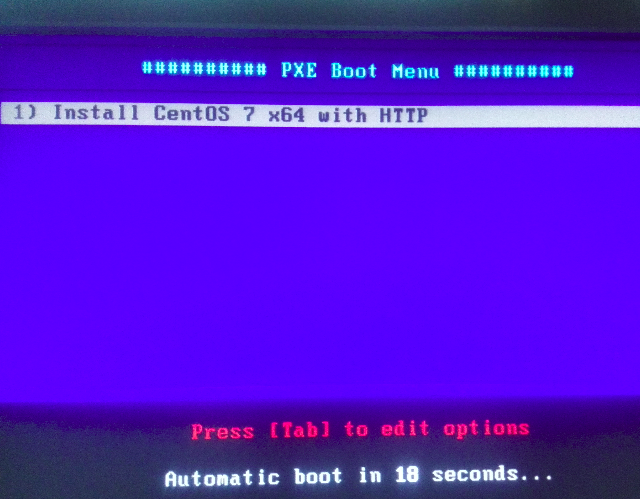 ########## PXE Boot Menu ##########
1) Install CentOS 7 x64 with HTTP
Press [Tab] to edit options
Automatic boot in 18 seconds...